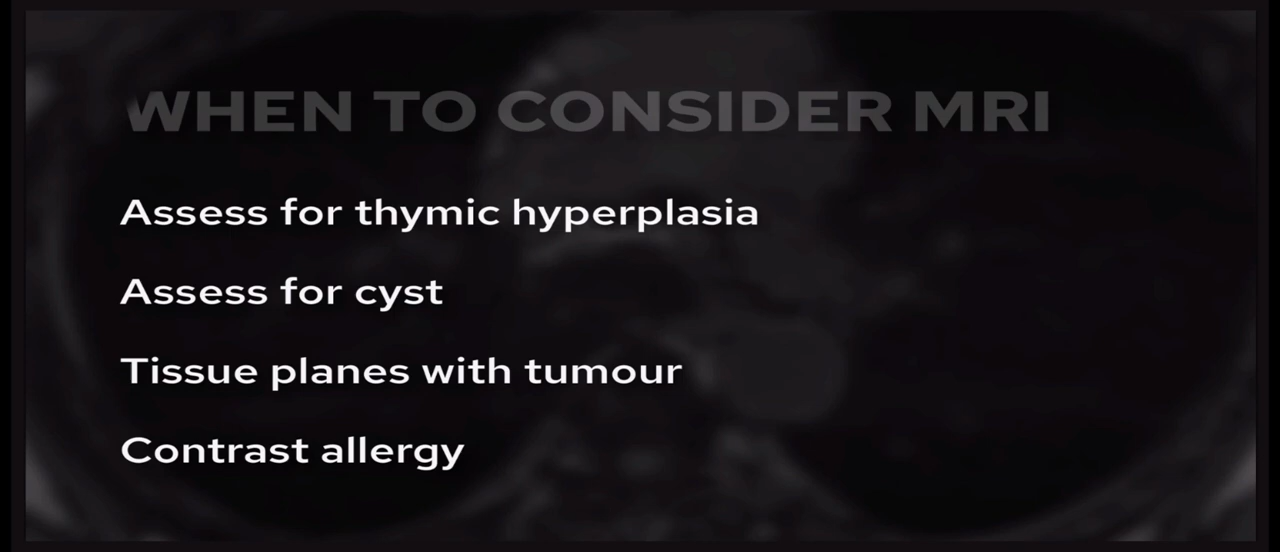 WHEN TO CONSIDER MRI
Assess for thymic hyperplasia
Assess for cyst
Tissue planes with tumour
Contrast allergy